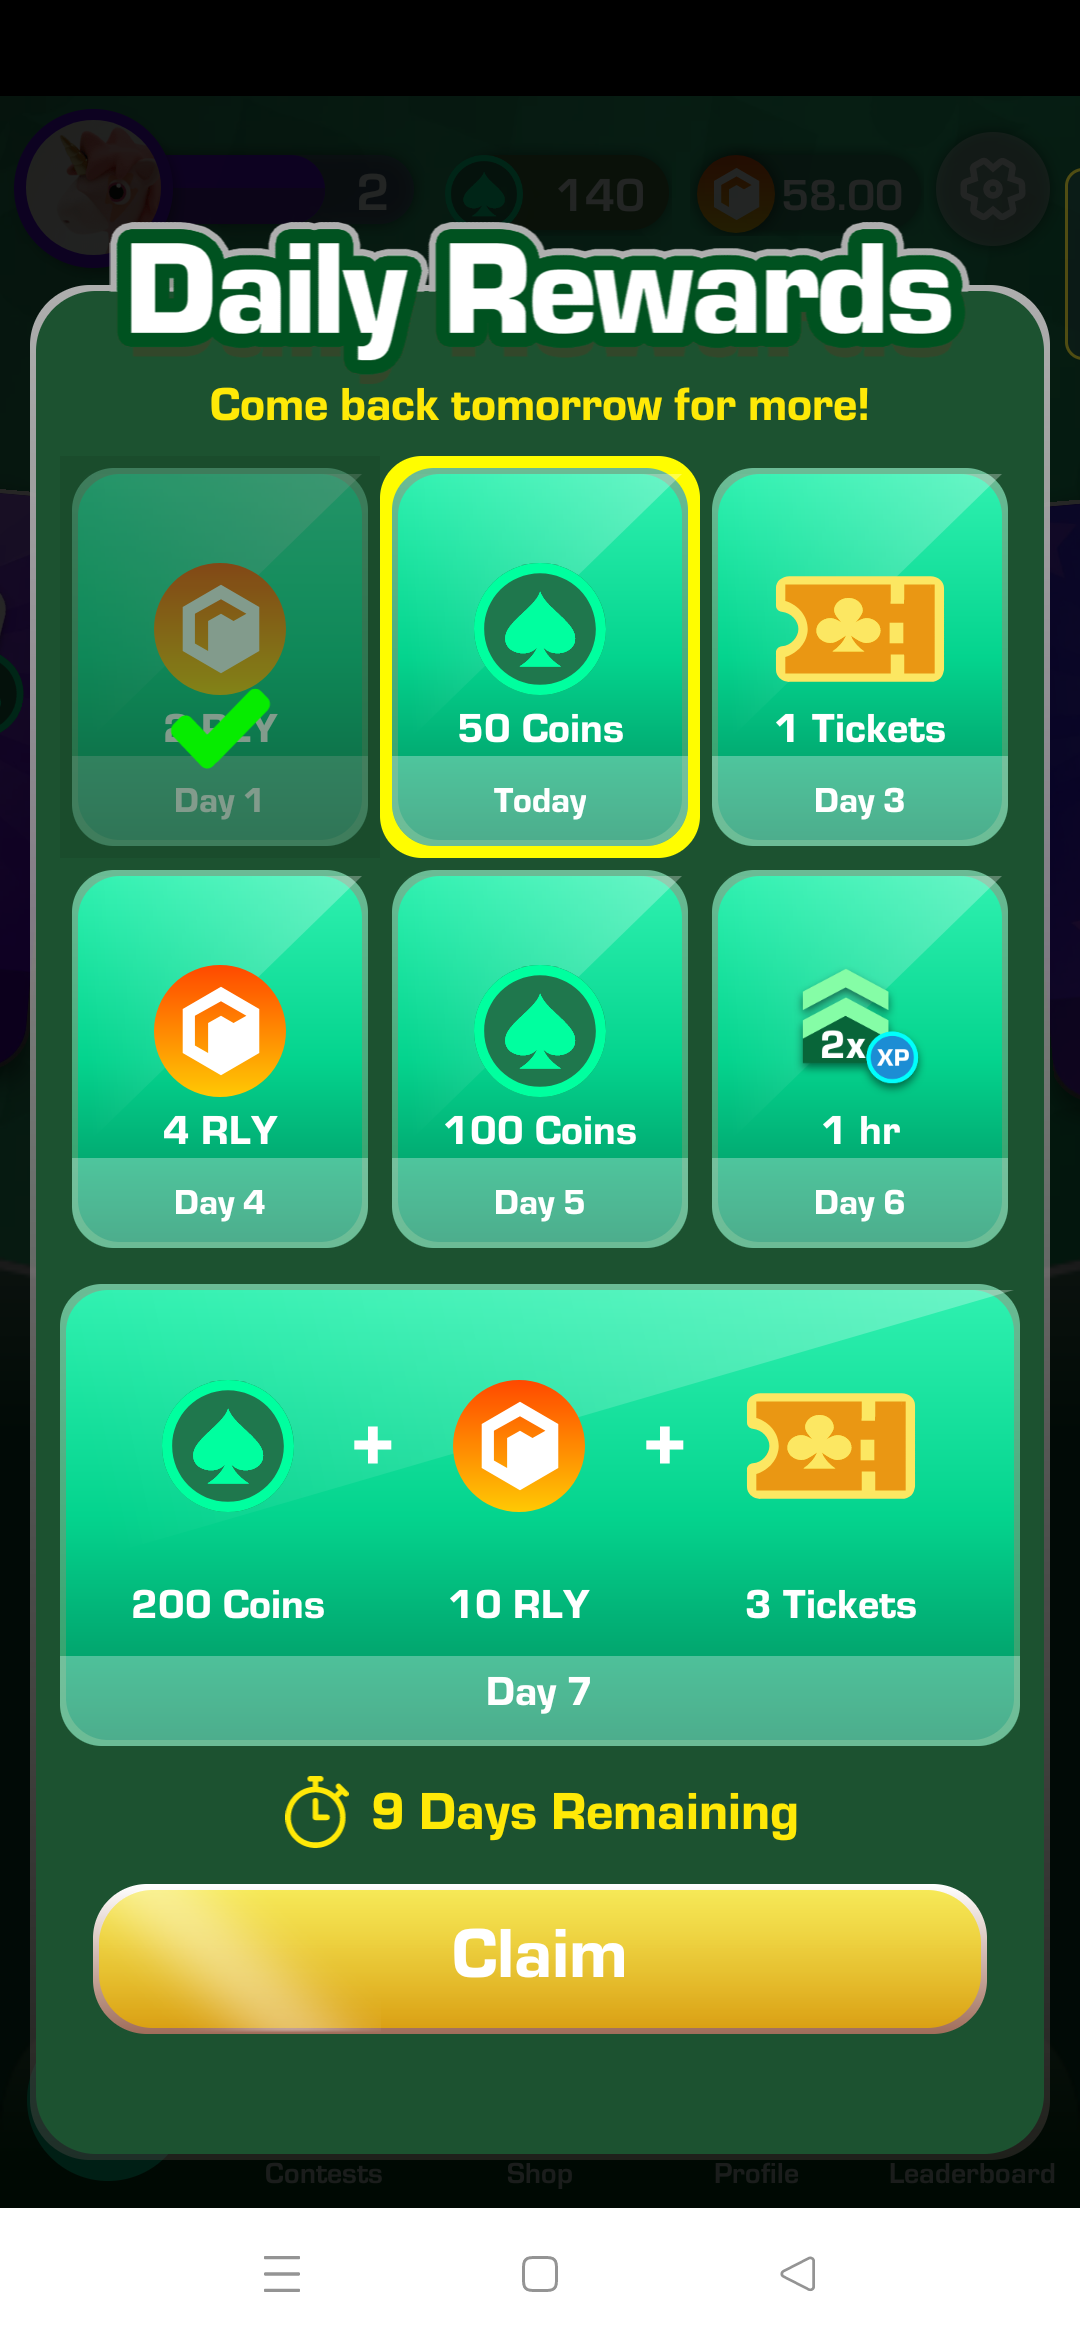 2 140 58.00
Daily Rewards
Come back tomorrow for more!
2 RLY 50 Coins 1 Tickets
Day 1 Today Day 3
2x XP
4 RLY 100 Coins 1 hr
Day 4 Day 5 Day 6
200 Coins + 10 RLY + 3 Tickets
Day 7
9 Days Remaining
Claim
Contests Shop Profile Leaderboard